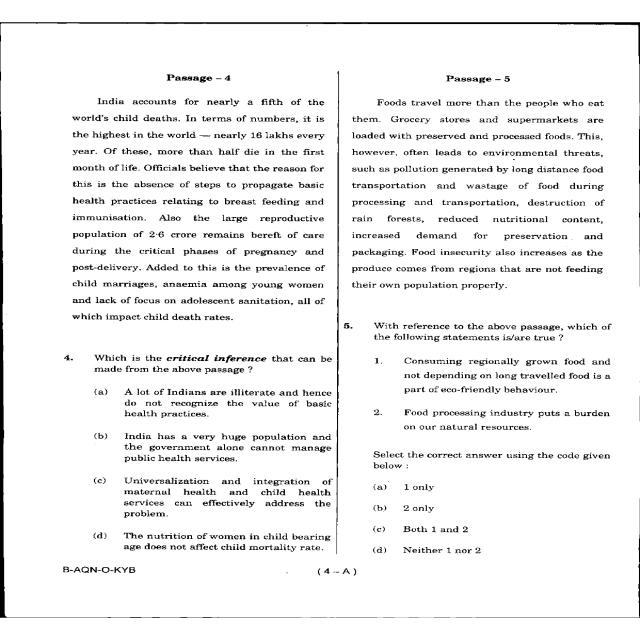 Passage – 4
India accounts for nearly a fifth of the
world's child deaths. In terms of numbers, it is
the highest in the world — nearly 16 lakhs every
year. Of these, more than half die in the first
month of life. Officials believe that the reason for
this is the absence of steps to propagate basic
health practices relating to breast feeding and
immunisation. Also the large reproductive
population of 2·6 crore remains bereft of care
during the critical phases of pregnancy and
post-delivery. Added to this is the prevalence of
child marriages, anaemia among young women
and lack of focus on adolescent sanitation, all of
which impact child death rates.
4. Which is the critical inference that can be
made from the above passage ?
(a) A lot of Indians are illiterate and hence
do not recognize the value of basic
health practices.
(b) India has a very huge population and
the government alone cannot manage
public health services.
(c) Universalization and integration of
maternal health and child health
services can effectively address the
problem.
(d) The nutrition of women in child bearing
age does not affect child mortality rate.
Passage – 5
Foods travel more than the people who eat
them. Grocery stores and supermarkets are
loaded with preserved and processed foods. This,
however, often leads to environmental threats,
such as pollution generated by long distance food
transportation and wastage of food during
processing and transportation, destruction of
rain forests, reduced nutritional content,
increased demand for preservation and
packaging. Food insecurity also increases as the
produce comes from regions that are not feeding
their own population properly.
5. With reference to the above passage, which of
the following statements is/are true ?
1. Consuming regionally grown food and
not depending on long travelled food is a
part of eco-friendly behaviour.
2. Food processing industry puts a burden
on our natural resources.
Select the correct answer using the code given
below :
(a) 1 only
(b) 2 only
(c) Both 1 and 2
(d) Neither 1 nor 2
B-AQN-O-KYB
( 4 – A )